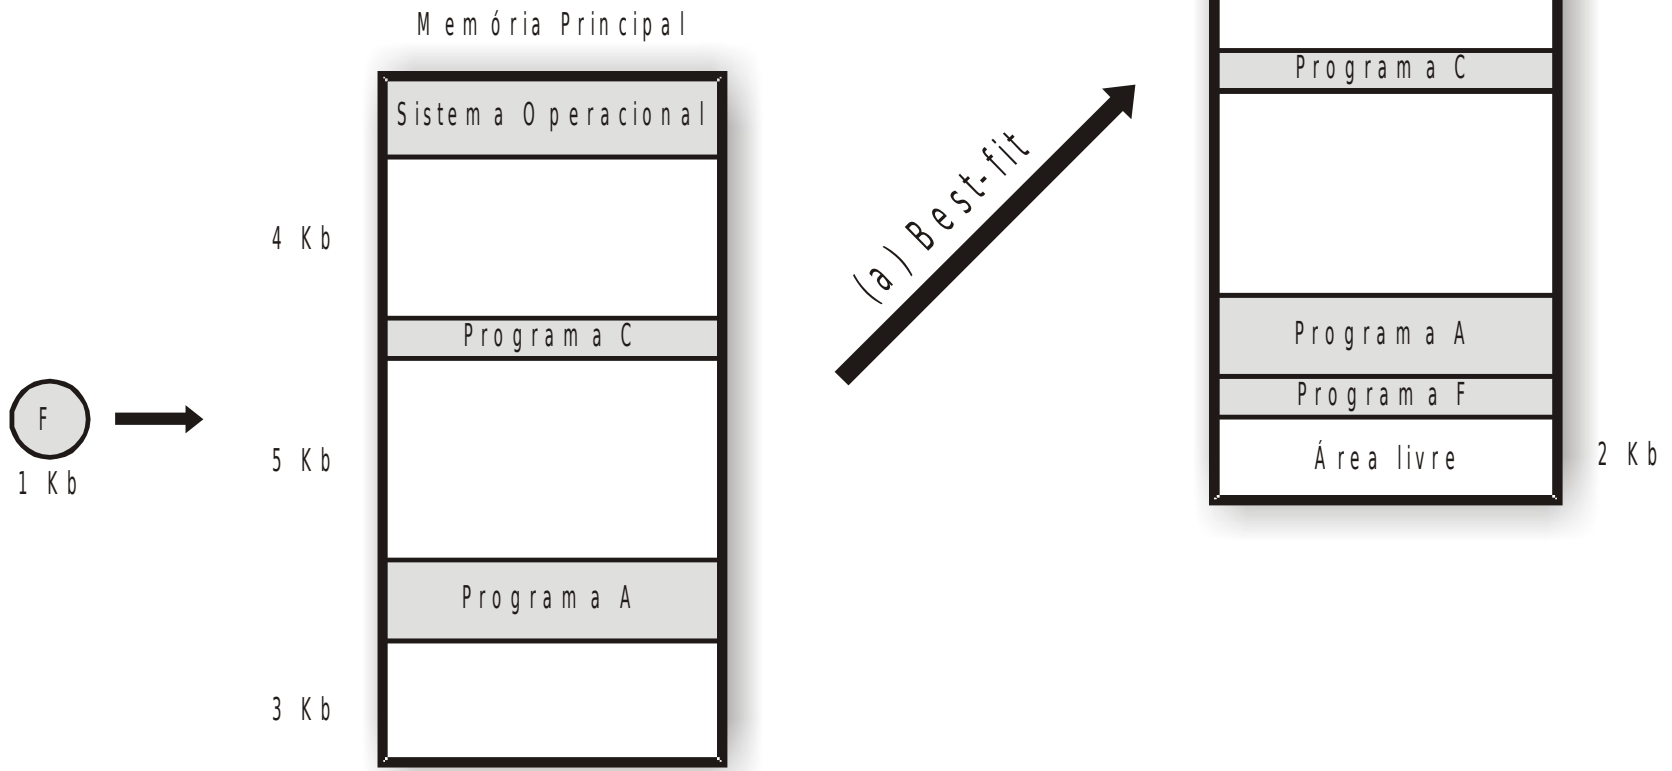 Memória Principal
Sistema Operacional
4 Kb
Programa C
F
1 Kb
5 Kb
Programa A
3 Kb
(a) Best-fit
Programa C
Programa A
Programa F
Área livre
2 Kb